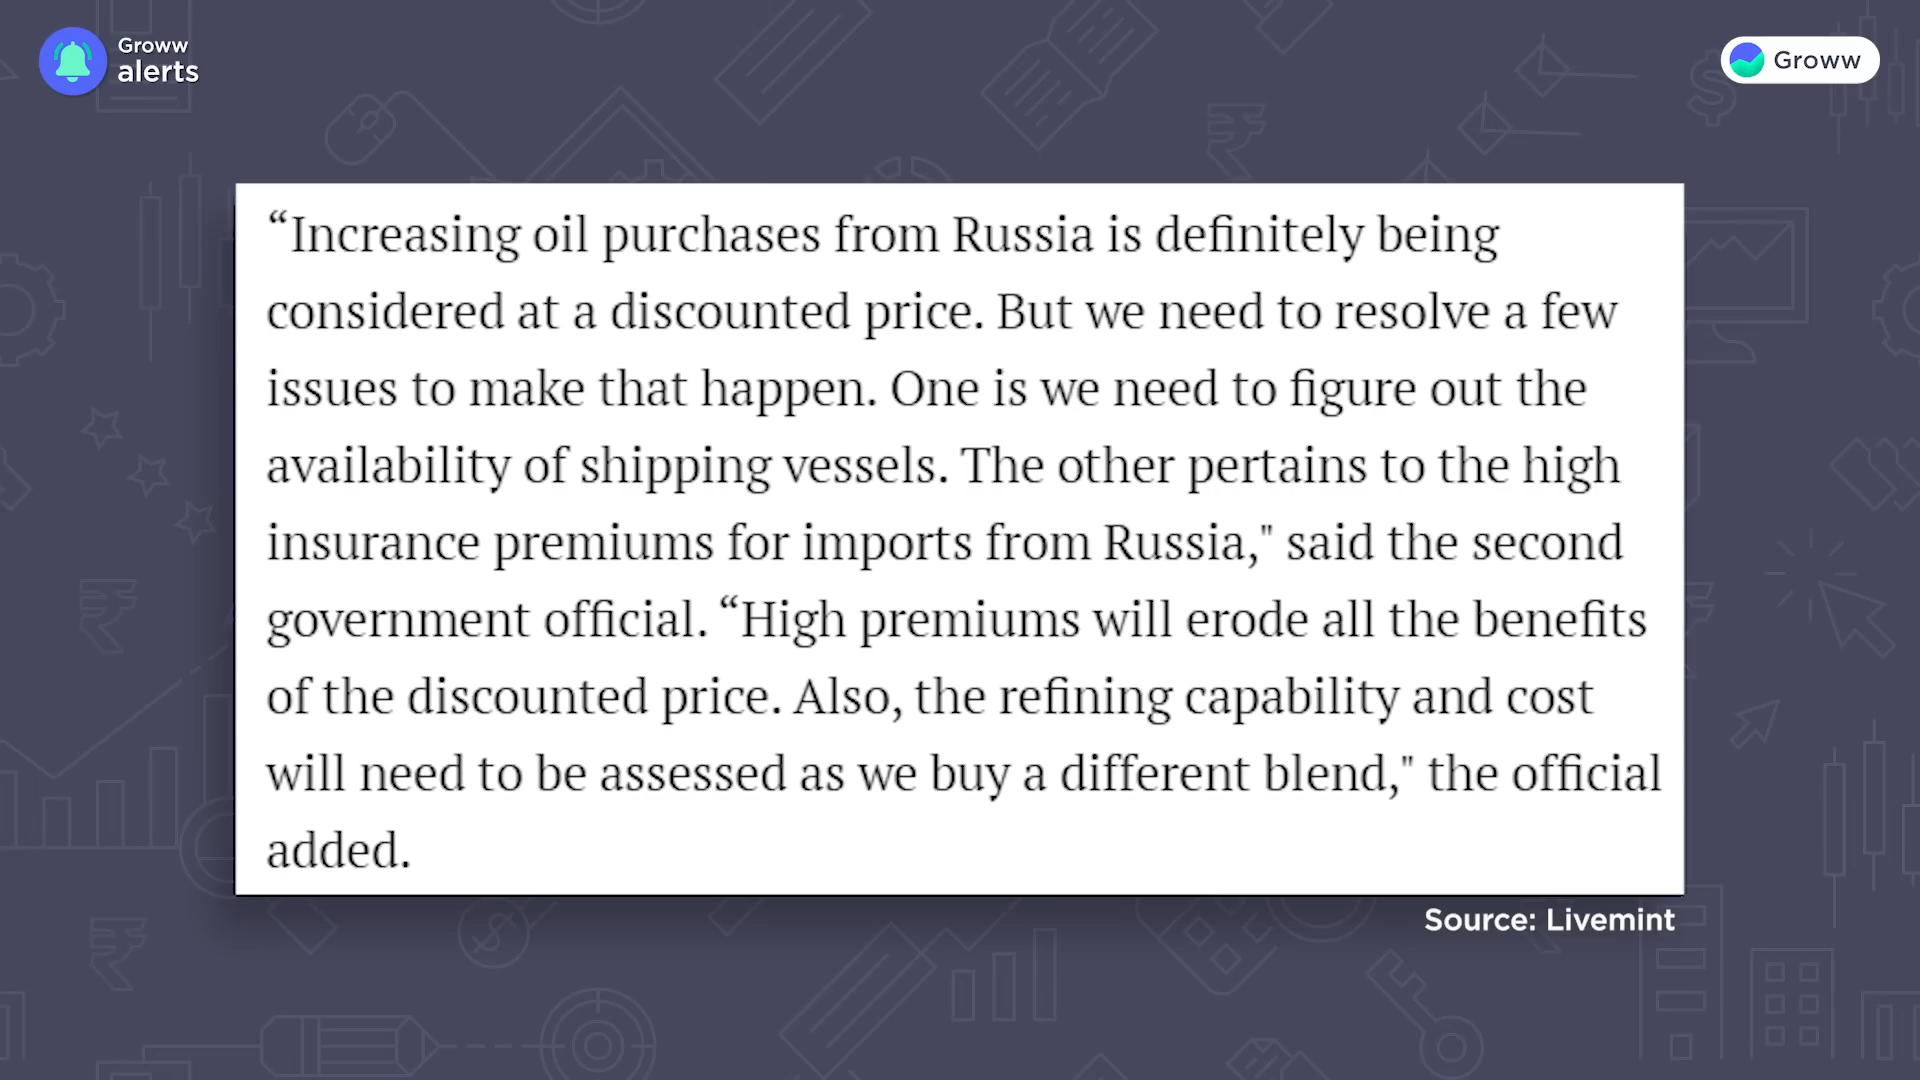 Groww
alerts
Groww
“Increasing oil purchases from Russia is definitely being
considered at a discounted price. But we need to resolve a few
issues to make that happen. One is we need to figure out the
availability of shipping vessels. The other pertains to the high
insurance premiums for imports from Russia," said the second
government official. “High premiums will erode all the benefits
of the discounted price. Also, the refining capability and cost
will need to be assessed as we buy a different blend," the official
added.
Source: Livemint